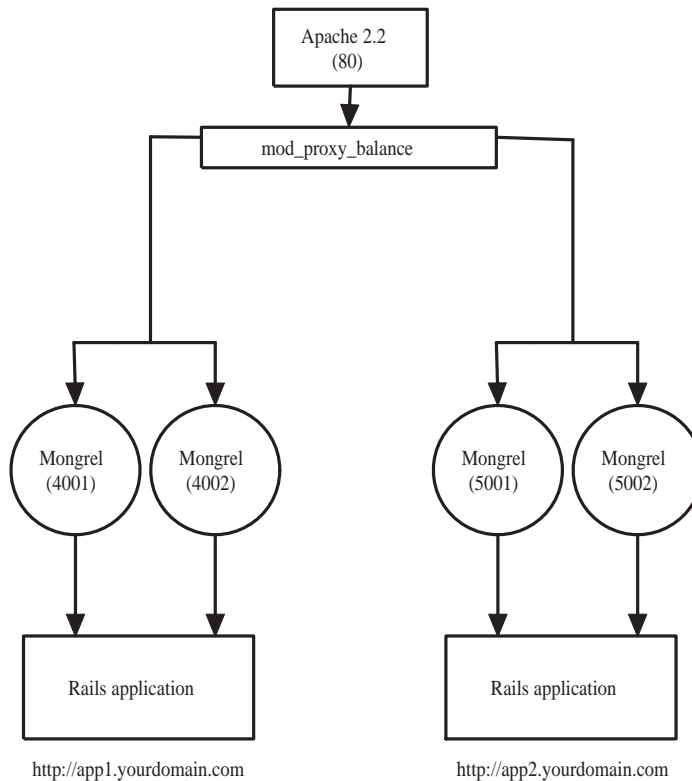 Apache 2.2
(80)
mod_proxy_balance
Mongrel
(4001)
Mongrel
(4002)
Mongrel
(5001)
Mongrel
(5002)
Rails application
Rails application
http://app1.yourdomain.com
http://app2.yourdomain.com